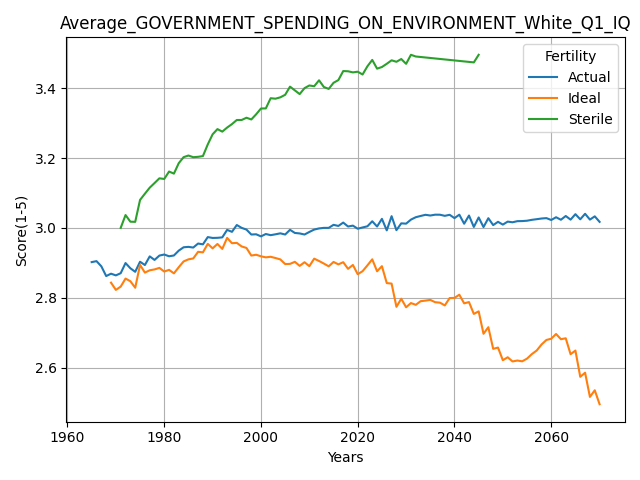 Average_GOVERNMENT_SPENDING_ON_ENVIRONMENT_White_Q1_IQ
Fertility
Actual
Ideal
Sterile
Score(1-5)
3.4
3.2
3.0
2.8
2.6
1960
1980
2000
2020
2040
2060
Years